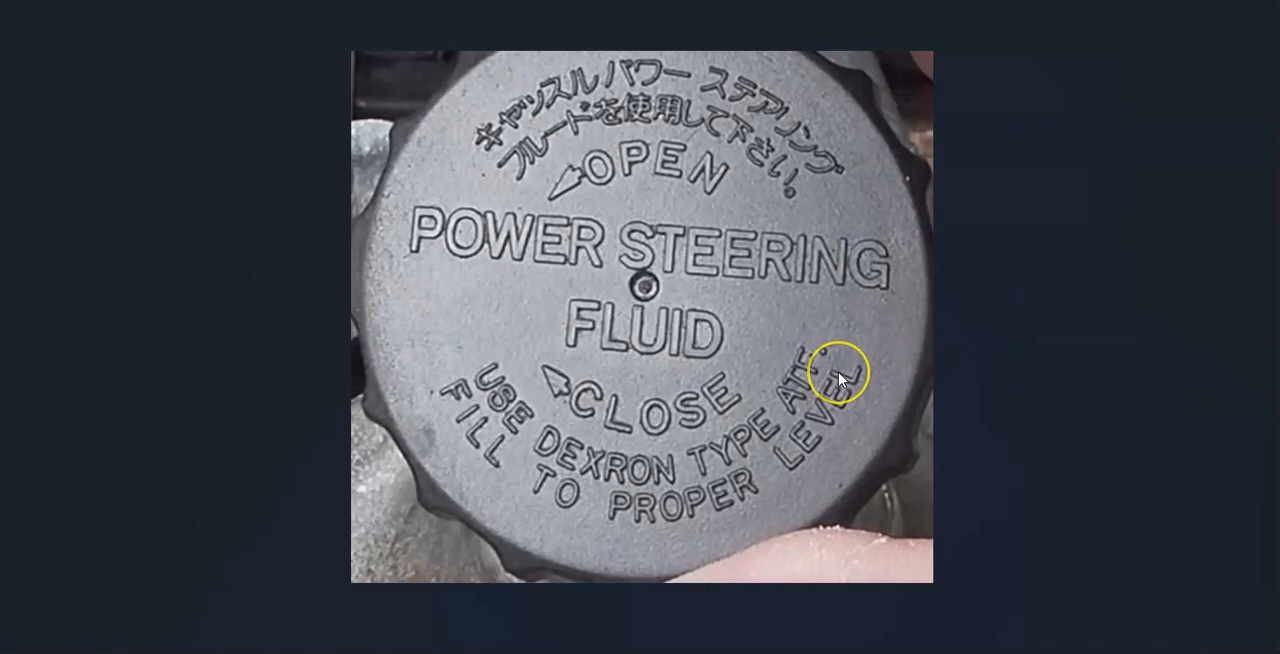 キャッスル パワー ステアリング
フルードを使用して下さい。
OPEN
POWER STEERING
FLUID
CLOSE
USE DEXRON TYPE ATF.
FILL TO PROPER LEVEL